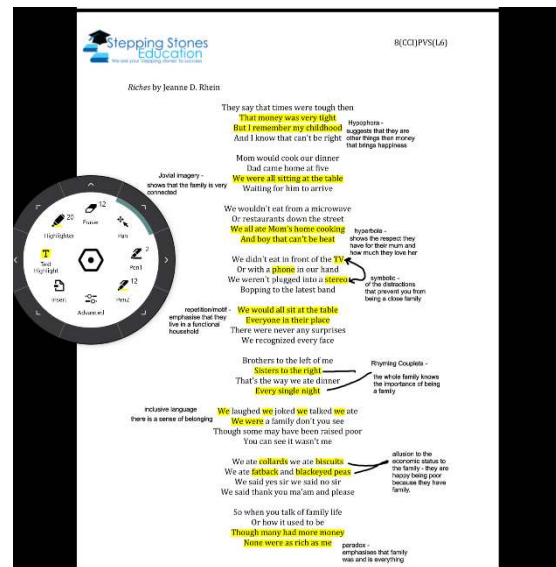 Stepping Stones
Education
We are your stepping stones to success
8(CCI)PVS(L6)
Riches by Jeanne D. Rhein
They say that times were tough then
That money was very tight
But I remember my childhood
And I know that can't be right
Hypophora -
suggests that they are
other things then money
that brings happiness
Mom would cook our dinner
Dad came home at five
We were all sitting at the table
Waiting for him to arrive
Jovial imagery -
shows that the family is very
connected
We wouldn't eat from a microwave
Or restaurants down the street
We all ate Mom's home cooking
And boy that can't be beat
hyperbole -
shows the respect they
have for their mum and
how much they love her
We didn't eat in front of the TV
Or with a phone in our hand
We weren't plugged into a stereo
Bopping to the latest band
symbolic -
of the distractions
that prevent you from
being a close family
We would all sit at the table
Everyone in their place
There were never any surprises
We recognized every face
repetition/motif -
emphasise that they
live in a functional
household
Brothers to the left of me
Sisters to the right
That's the way we ate dinner
Every single night
Rhyming Couplets -
the whole family knows
the importance of being
a family
inclusive language
there is a sense of belonging
We laughed we joked we talked we ate
We were a family don't you see
Though some may have been raised poor
You can see it wasn't me
We ate collards we ate biscuits
We ate fatback and blackeyed peas
We said yes sir we said no sir
We said thank you ma'am and please
allusion to the
economic status to
the family - they are
happy being poor
because they have
family.
So when you talk of family life
Or how it used to be
Though many had more money
None were as rich as me
paradox -
emphasises that family
was and is everything
20
Highlighter
12
Eraser
Pan
T
Text
Highlight
2
Pen1
Insert
12
Pen2
Advanced